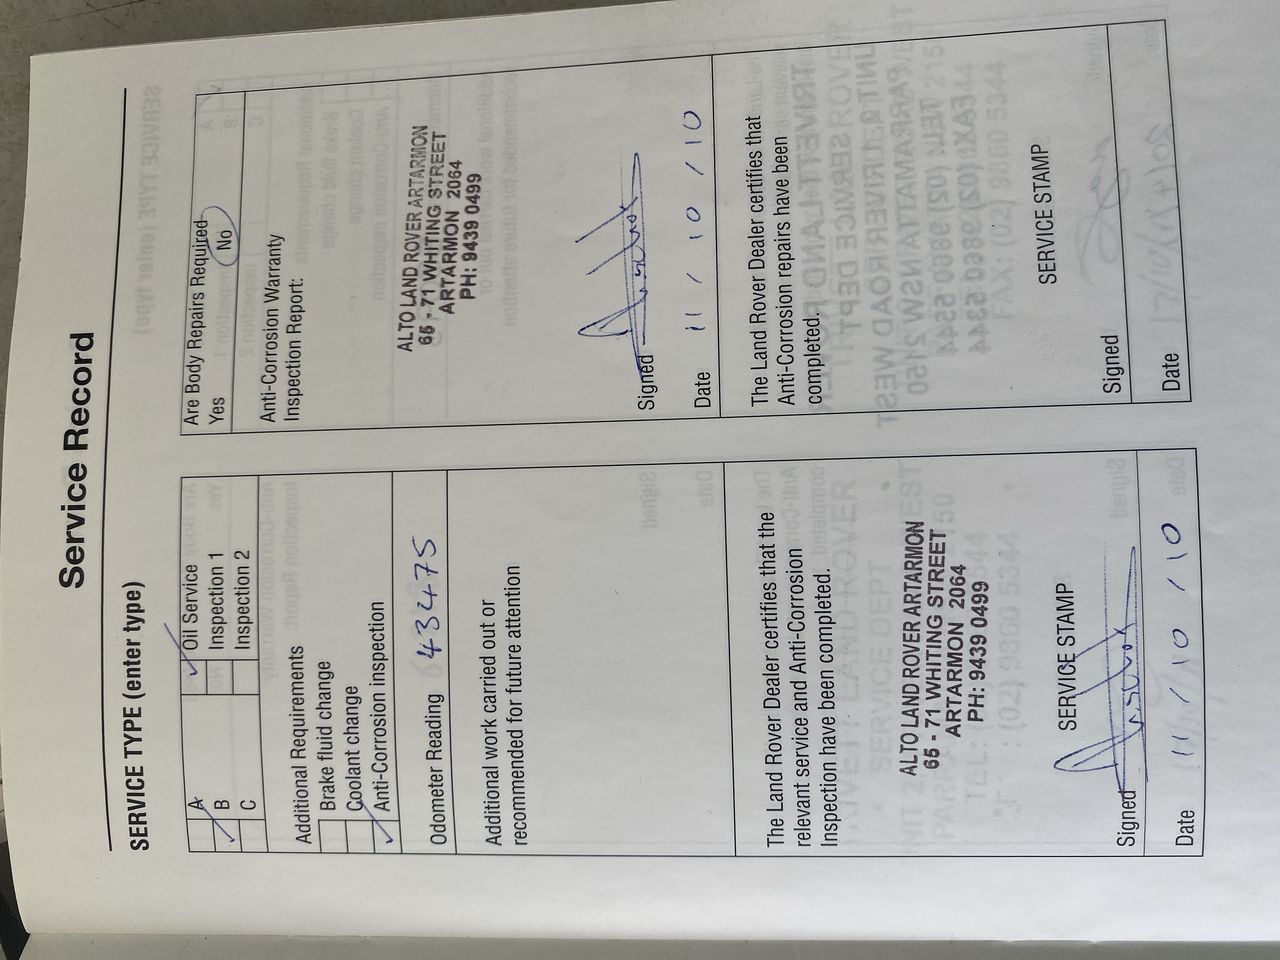 Service Record
SERVICE TYPE (enter type)
A
B
C
Oil Service
Inspection 1
Inspection 2
Additional Requirements
Brake fluid change
Coolant change
Anti-Corrosion inspection
Odometer Reading 43475
Additional work carried out or
recommended for future attention
The Land Rover Dealer certifies that the
relevant service and Anti-Corrosion
Inspection have been completed.
ALTO LAND ROVER ARTARMON
65 - 71 WHITING STREET
ARTARMON 2064
PH: 9439 0499
SERVICE STAMP
Signed
Date 11 / 10 / 10
Are Body Repairs Required
Yes No
Anti-Corrosion Warranty
Inspection Report:
ALTO LAND ROVER ARTARMON
65 - 71 WHITING STREET
ARTARMON 2064
PH: 9439 0499
Signed
Date 11 / 10 / 10
The Land Rover Dealer certifies that
Anti-Corrosion repairs have been
completed.
SERVICE STAMP
Signed
Date